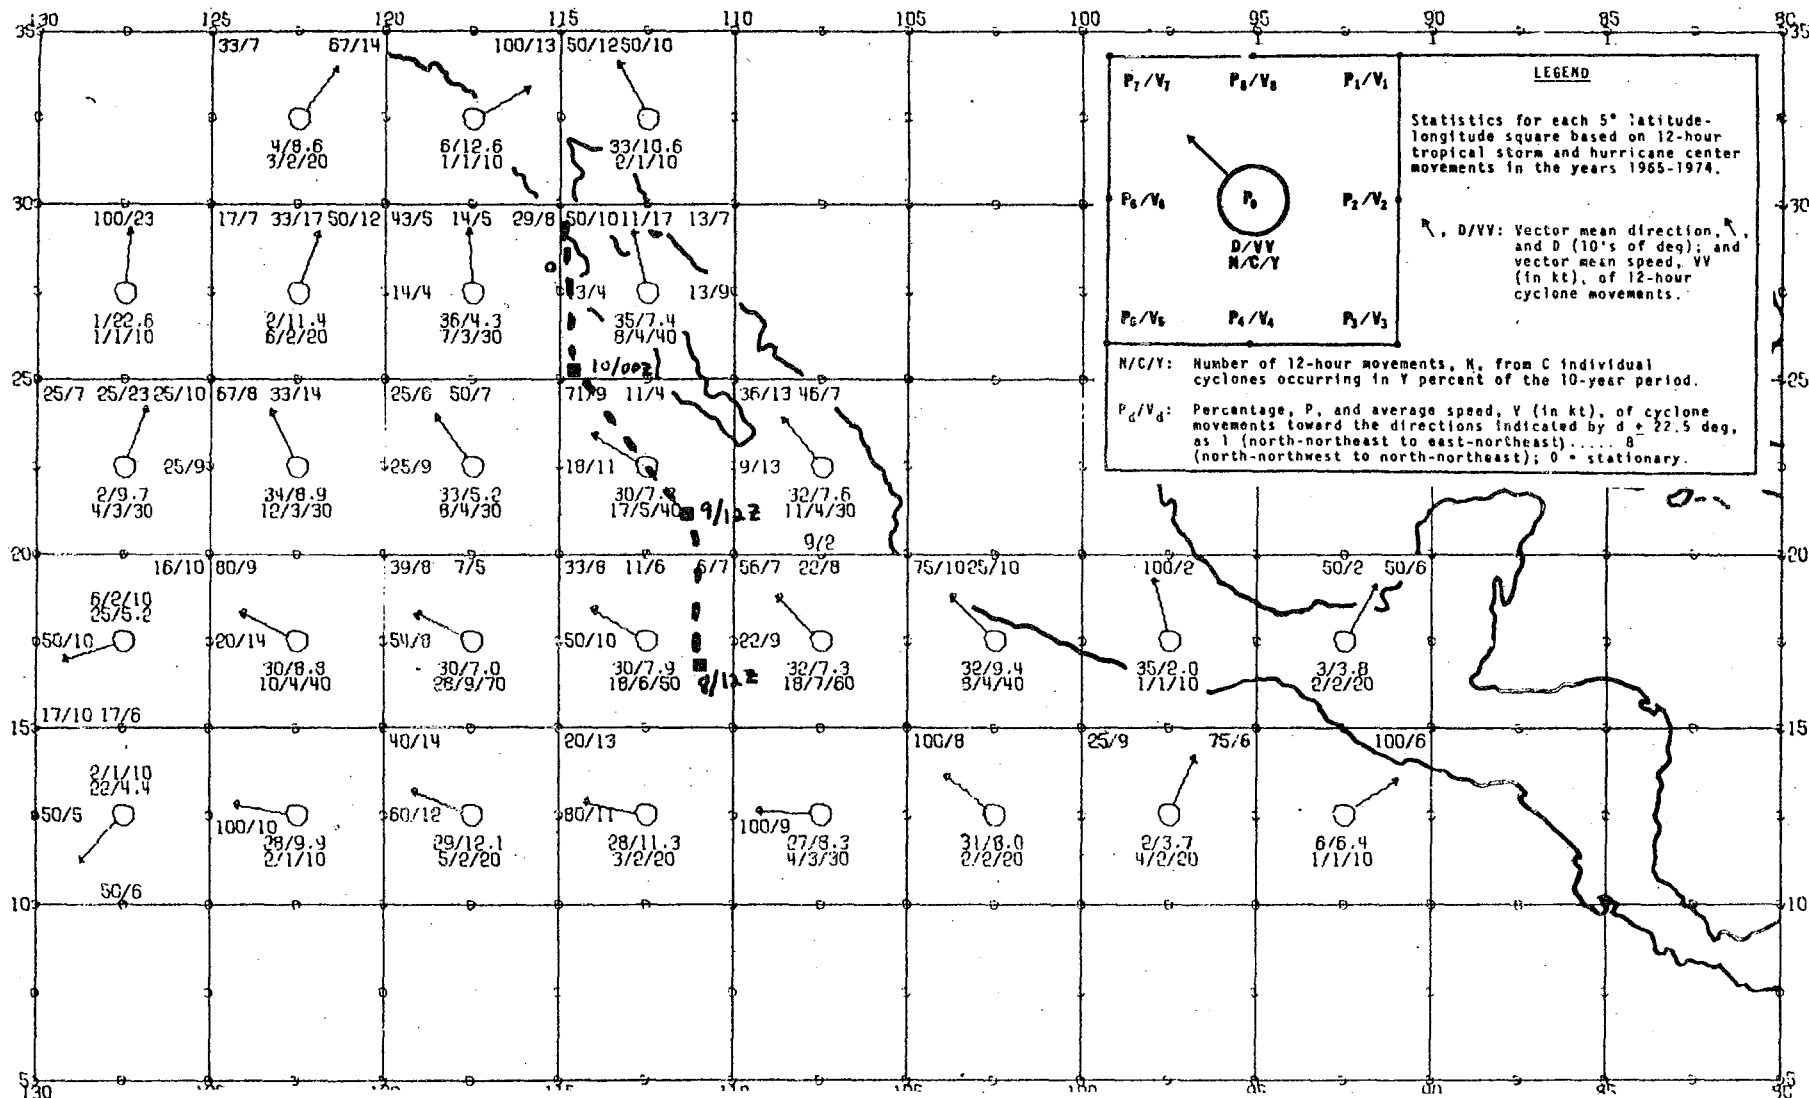 130 125 120 115 110 105 100 95 90 85 80
35 35
33/7 67/14 100/13 50/12 50/10
4/8.6 6/12.6 33/10.6
3/2/20 1/1/10 2/1/10
30 30
100/23 17/7 33/17 50/12 43/5 14/5 29/8 50/10 11/17 13/7
14/4 13/4 13/9
1/22.6 2/11.4 36/4.3 35/7.4
1/1/10 6/2/20 7/3/30 8/4/40
10/00Z
25 25
25/7 25/23 25/10 67/8 33/14 25/6 50/7 71/9 11/4 36/13 46/7
25/9 25/9 18/11 9/13
2/9.7 34/8.9 33/5.2 32/7.6
4/3/30 12/3/30 8/4/30 17/5/40 11/4/30
9/12Z
9/2
20 20
16/10 80/9 39/8 7/5 33/8 11/6 6/7 56/7 22/8 75/10 25/10 100/2 50/2 50/6
6/2/10
25/5.2
50/10 20/14 54/8 50/10 22/9
30/8.8 30/7.0 30/7.9 32/7.3 32/9.4 35/2.0 3/3.8
10/4/40 28/9/70 18/6/50 18/7/60 8/4/40 1/1/10 2/2/20
8/12Z
17/10 17/6
15 15
40/14 20/13 100/8 25/9 75/6 100/6
2/1/10
22/4.4
50/5 100/10 60/12 80/11 100/9
28/9.9 29/12.1 28/11.3 27/8.3 31/8.0 2/3.7 6/6.4
2/1/10 5/2/20 3/2/20 4/3/30 2/2/20 4/2/20 1/1/10
50/6
10 10
5 5
130 115 110 100
P7/V7 P8/V8 P1/V1
P6/V6 P0 P2/V2
D/VV
N/C/Y
P5/V5 P4/V4 P3/V3
LEGEND
Statistics for each 5° latitude-
longitude square based on 12-hour
tropical storm and hurricane center
movements in the years 1965-1974.
, D/VV: Vector mean direction, ,
and D (10's of deg); and
vector mean speed, VV
(in kt), of 12-hour
cyclone movements.
N/C/Y: Number of 12-hour movements, N, from C individual
cyclones occurring in Y percent of the 10-year period.
Pd/Vd: Percentage, P, and average speed, V (in kt), of cyclone
movements toward the directions indicated by d ± 22.5 deg,
as 1 (north-northeast to east-northeast)..... 8
(north-northwest to north-northeast); 0 = stationary.